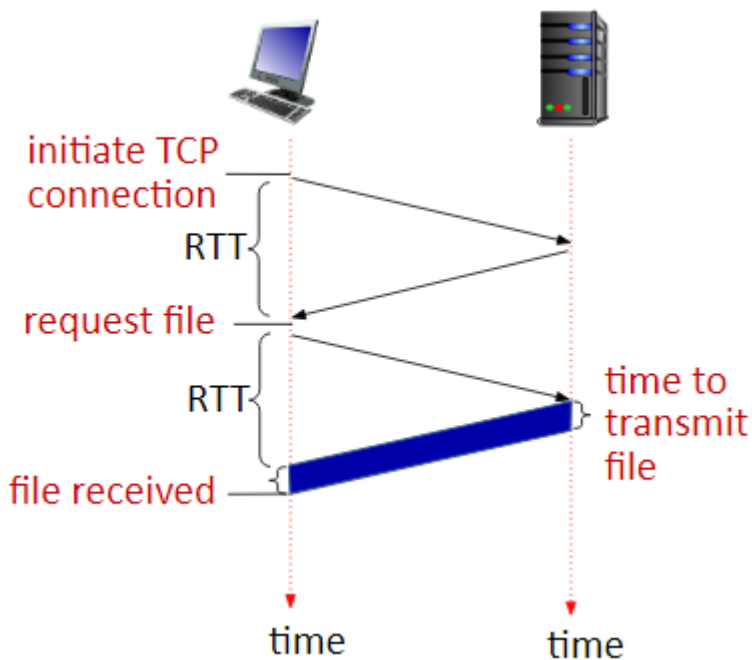 initiate TCP
connection
RTT
request file
RTT
time to
transmit
file
file received
time
time